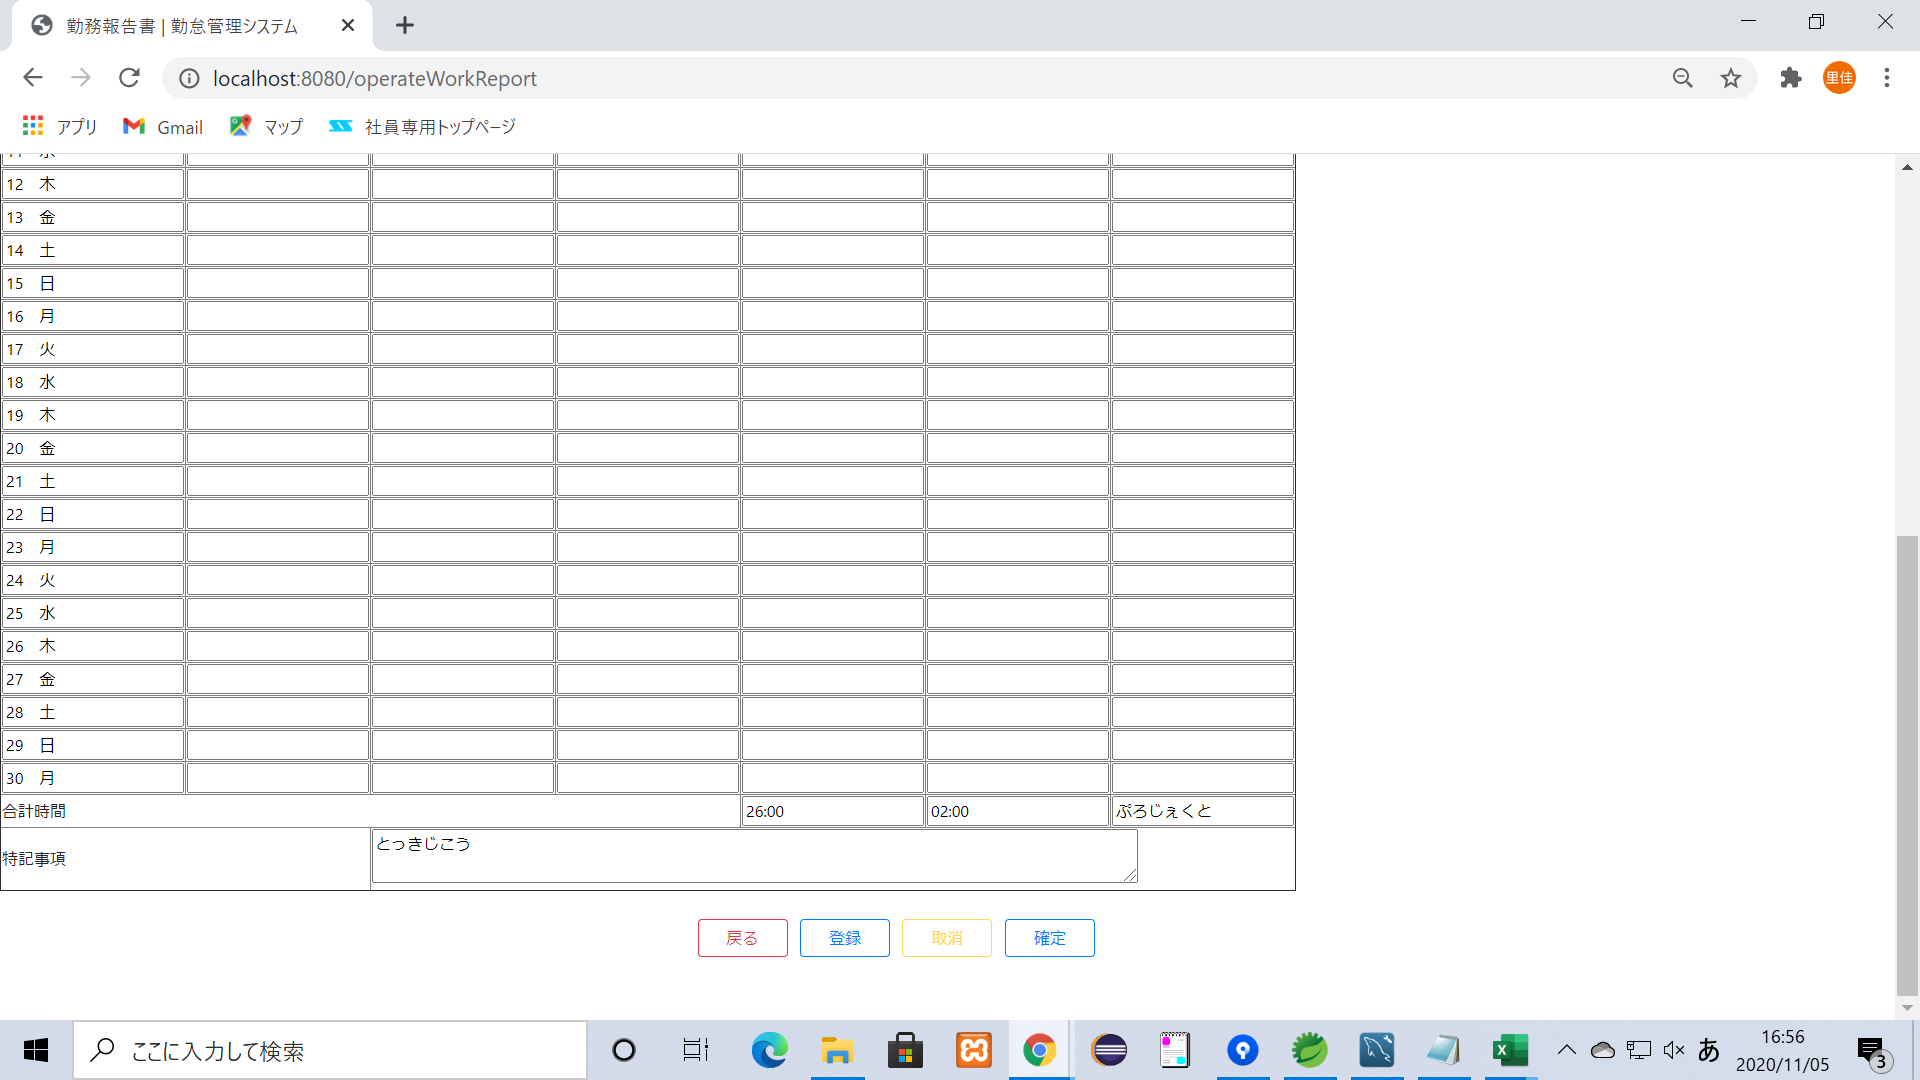 勤務報告書 | 勤怠管理システム
localhost:8080/operateWorkReport
里佳
アプリ Gmail マップ 社員専用トップページ
12 木
13 金
14 土
15 日
16 月
17 火
18 水
19 木
20 金
21 土
22 日
23 月
24 火
25 水
26 木
27 金
28 土
29 日
30 月
合計時間 26:00 02:00 ぷろじぇくと
特記事項 とっきじこう
戻る 登録 取消 確定
ここに入力して検索
あ
16:56
2020/11/05
3